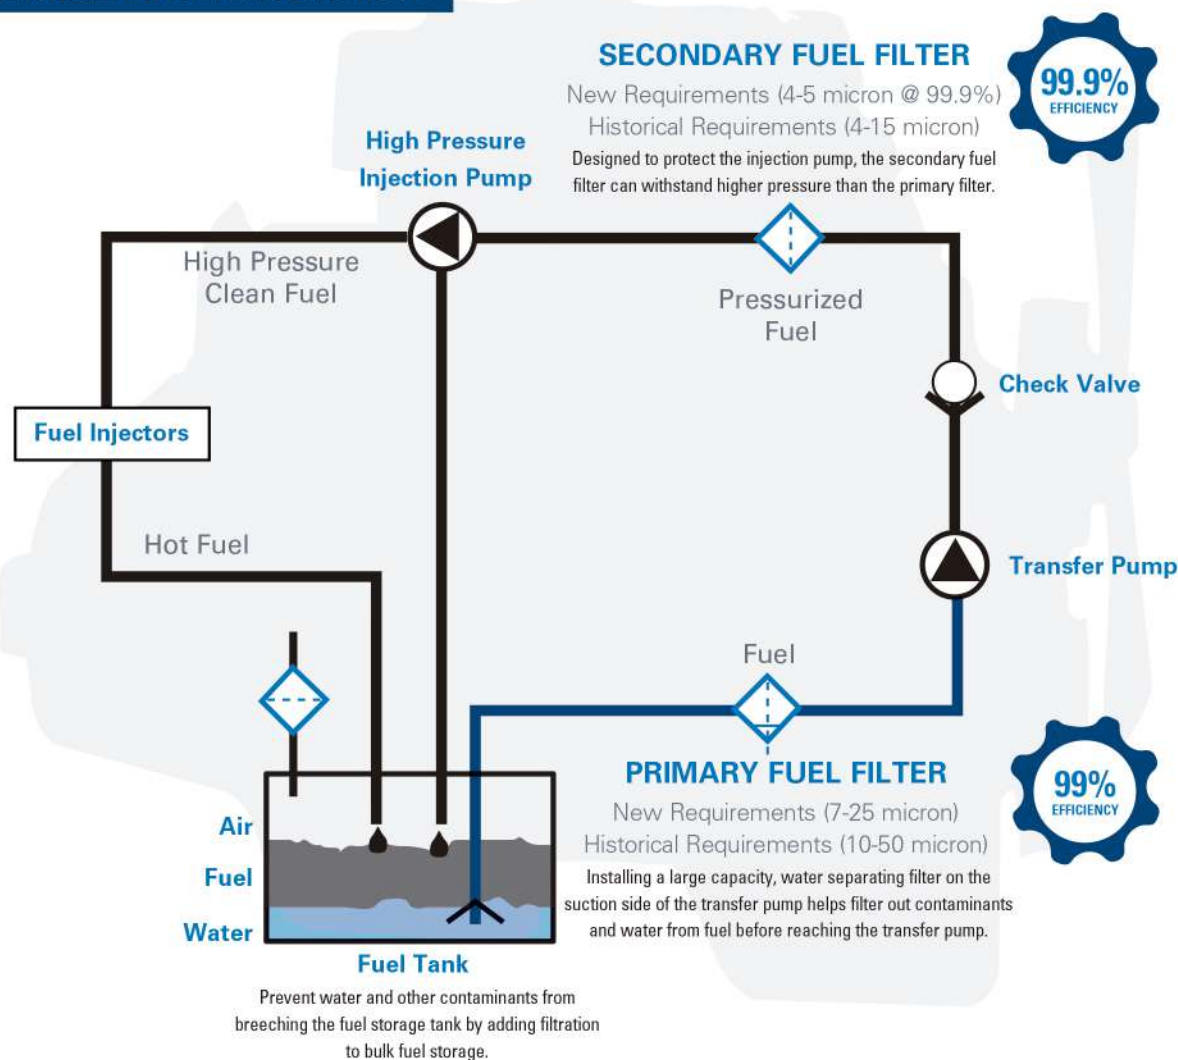 SECONDARY FUEL FILTER
New Requirements (4-5 micron @ 99.9%)
Historical Requirements (4-15 micron)
Designed to protect the injection pump, the secondary fuel
filter can withstand higher pressure than the primary filter.
99.9%
EFFICIENCY
High Pressure
Injection Pump
High Pressure
Clean Fuel
Pressurized
Fuel
Check Valve
Fuel Injectors
Hot Fuel
Transfer Pump
Fuel
PRIMARY FUEL FILTER
New Requirements (7-25 micron)
Historical Requirements (10-50 micron)
Installing a large capacity, water separating filter on the
suction side of the transfer pump helps filter out contaminants
and water from fuel before reaching the transfer pump.
99%
EFFICIENCY
Air
Fuel
Water
Fuel Tank
Prevent water and other contaminants from
breeching the fuel storage tank by adding filtration
to bulk fuel storage.